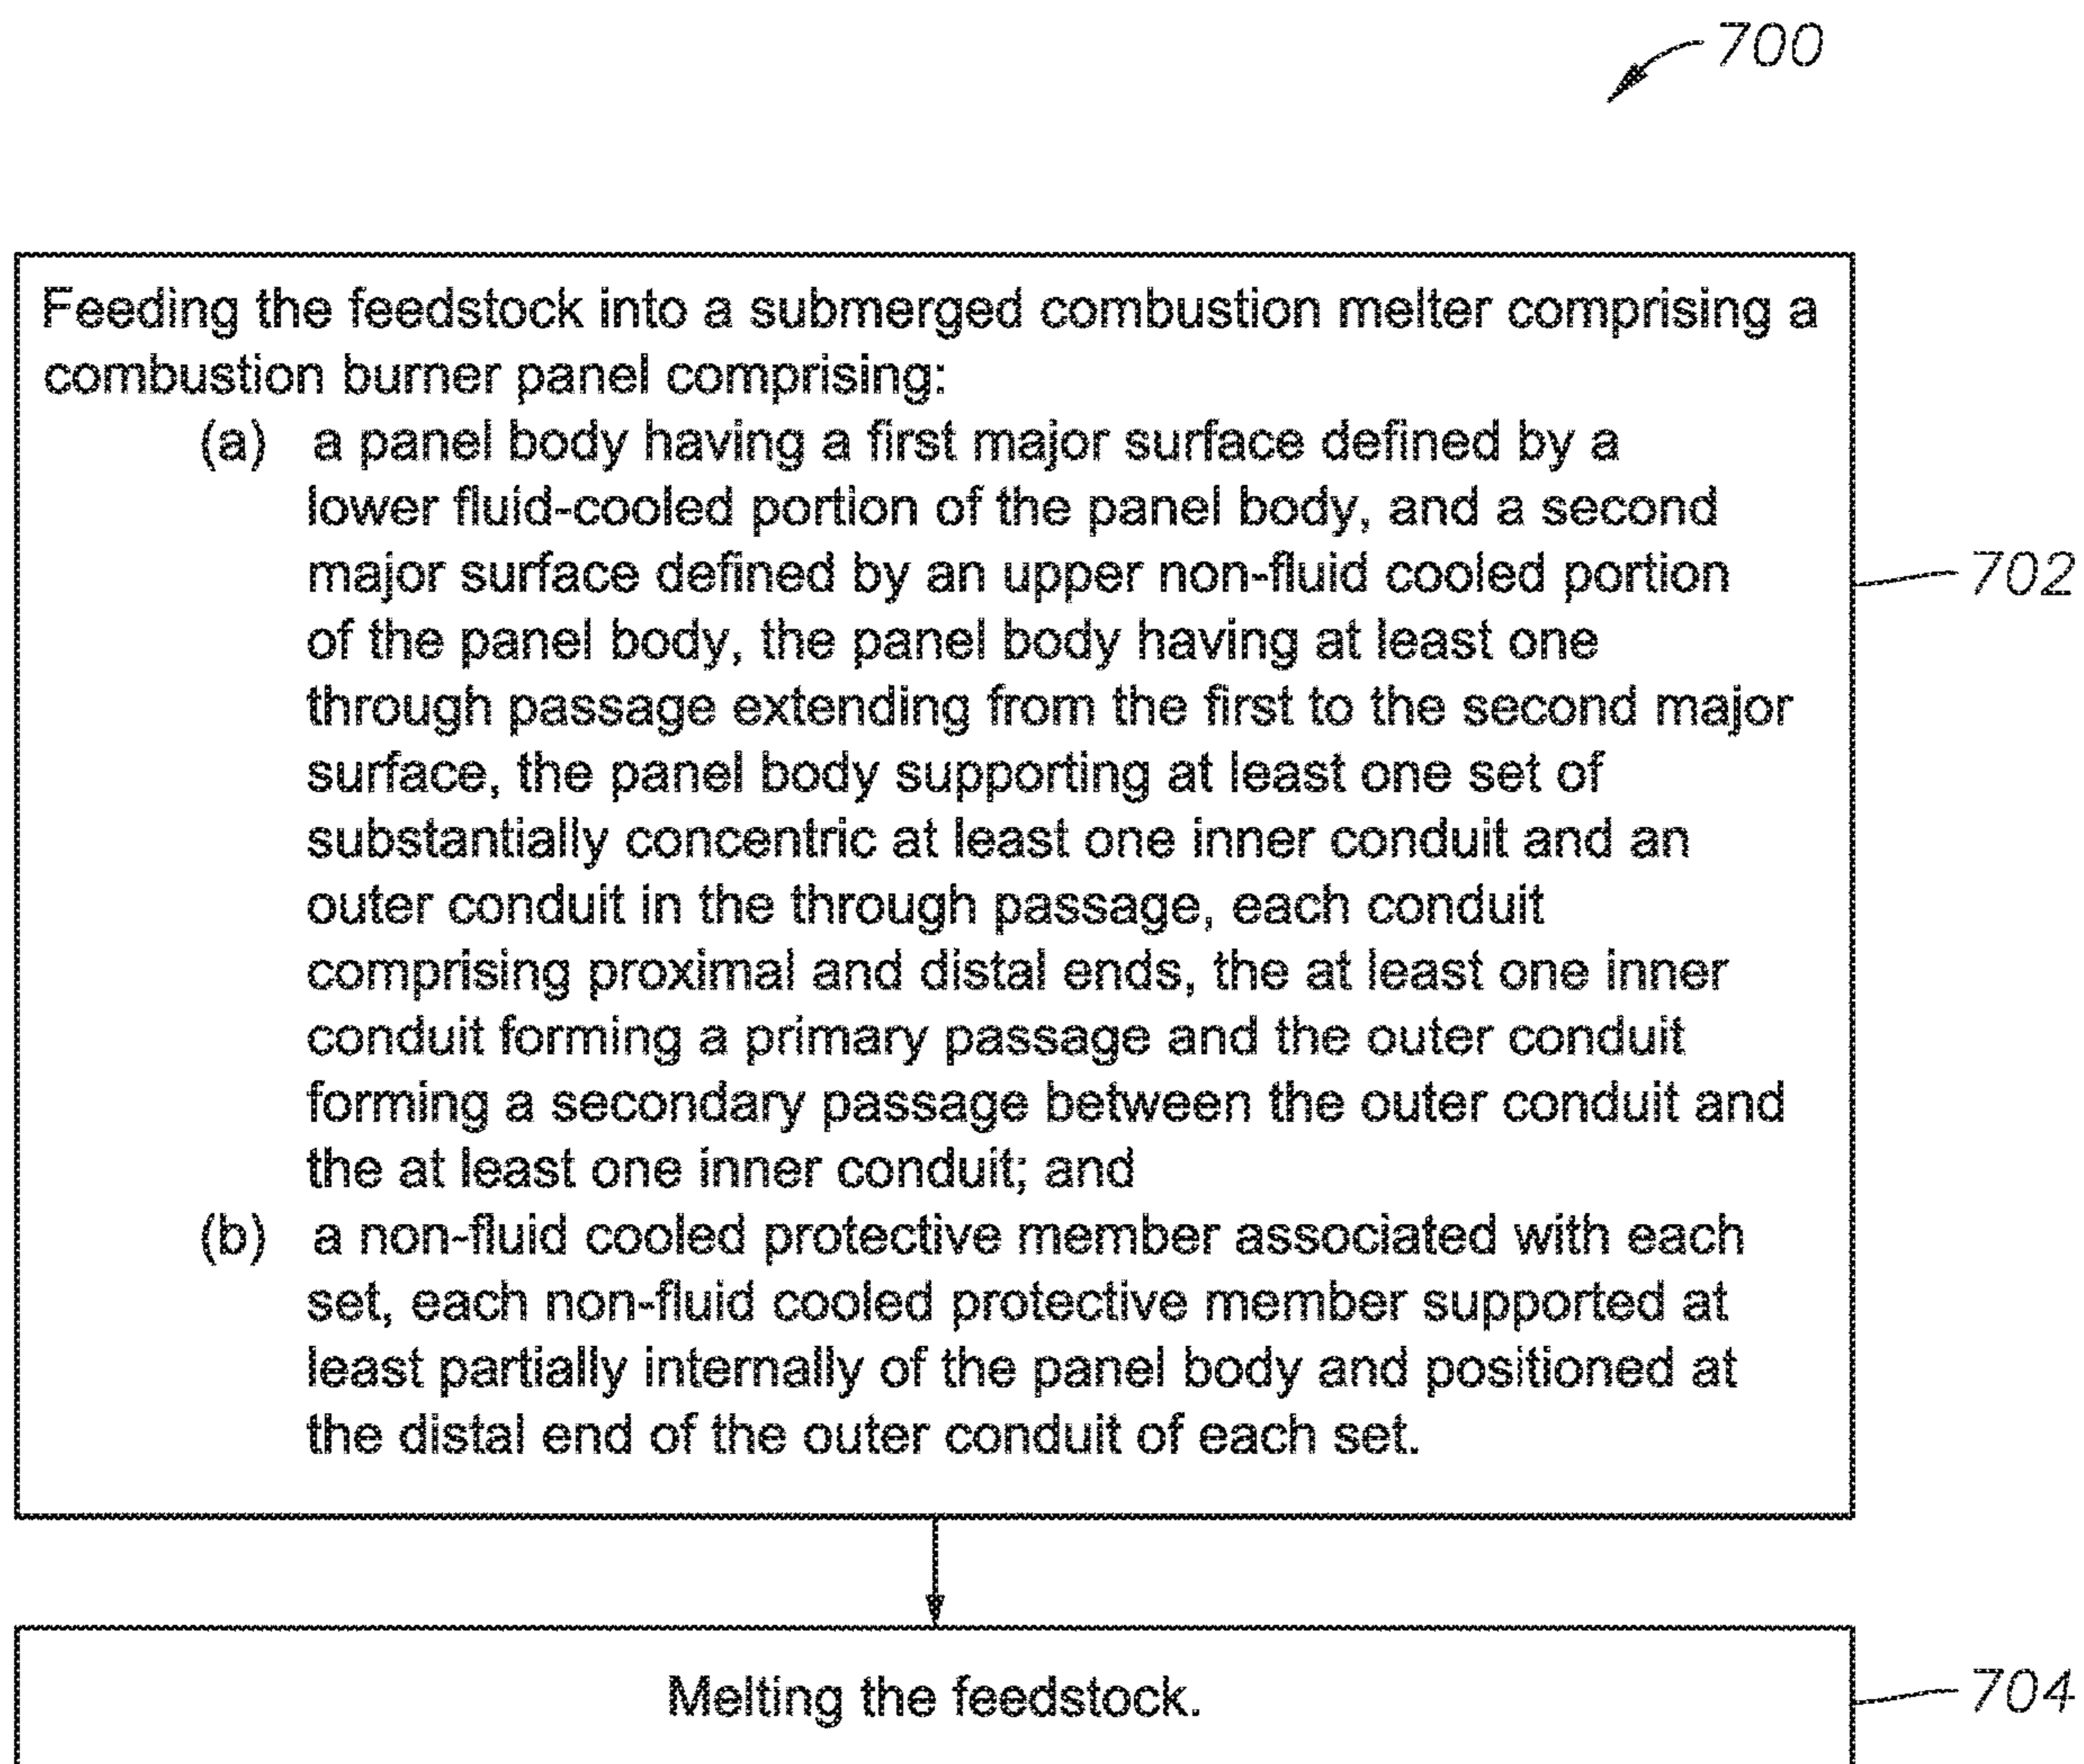 700
Feeding the feedstock into a submerged combustion melter comprising a
combustion burner panel comprising:
(a) a panel body having a first major surface defined by a
lower fluid-cooled portion of the panel body, and a second
major surface defined by an upper non-fluid cooled portion
of the panel body, the panel body having at least one
through passage extending from the first to the second major
surface, the panel body supporting at least one set of
substantially concentric at least one inner conduit and an
outer conduit in the through passage, each conduit
comprising proximal and distal ends, the at least one inner
conduit forming a primary passage and the outer conduit
forming a secondary passage between the outer conduit and
the at least one inner conduit; and
(b) a non-fluid cooled protective member associated with each
set, each non-fluid cooled protective member supported at
least partially internally of the panel body and positioned at
the distal end of the outer conduit of each set.
702
Melting the feedstock.
704